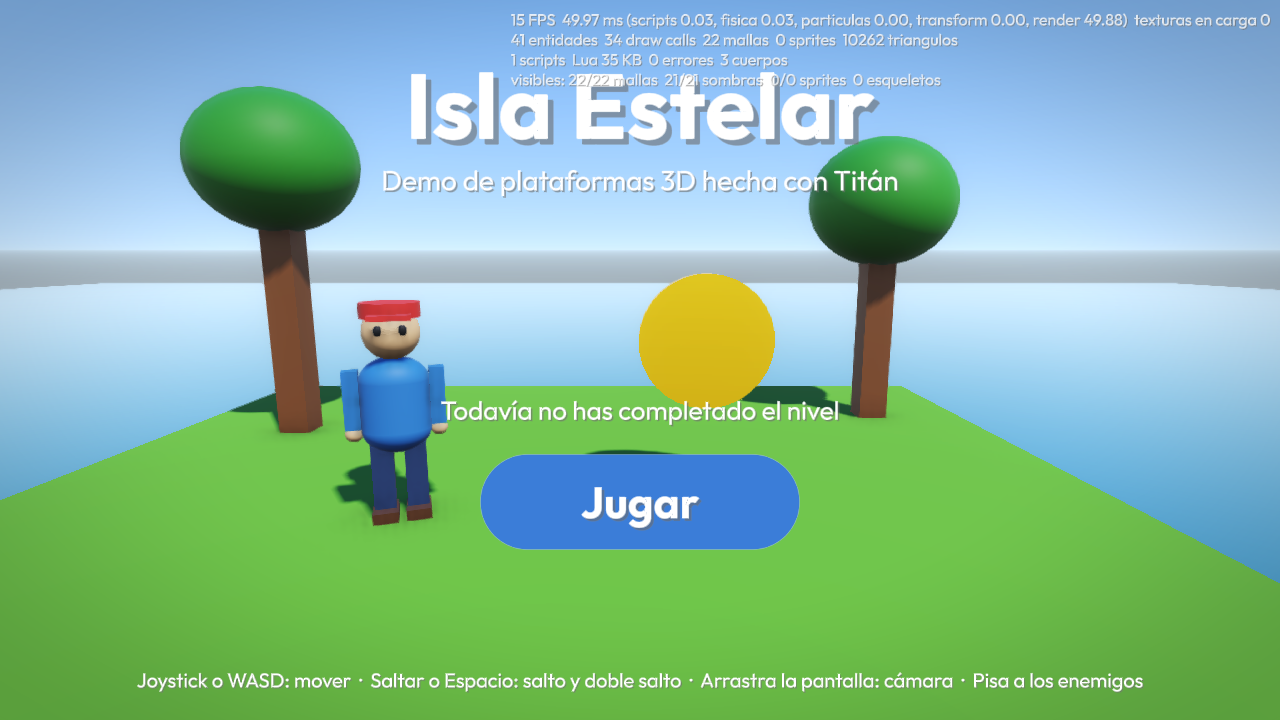 15 FPS  49.97 ms (scripts 0.03, fisica 0.03, particulas 0.00, transform 0.00, render 49.88)  texturas en carga 0
41 entidades  34 draw calls  22 mallas  0 sprites  10262 triangulos
1 scripts  Lua 35 KB  0 errores  3 cuerpos
visibles: 22/22 mallas  21/21 sombras  0/0 sprites  0 esqueletos
Isla Estelar
Demo de plataformas 3D hecha con Titán
Todavía no has completado el nivel
Jugar
Joystick o WASD: mover · Saltar o Espacio: salto y doble salto · Arrastra la pantalla: cámara · Pisa a los enemigos